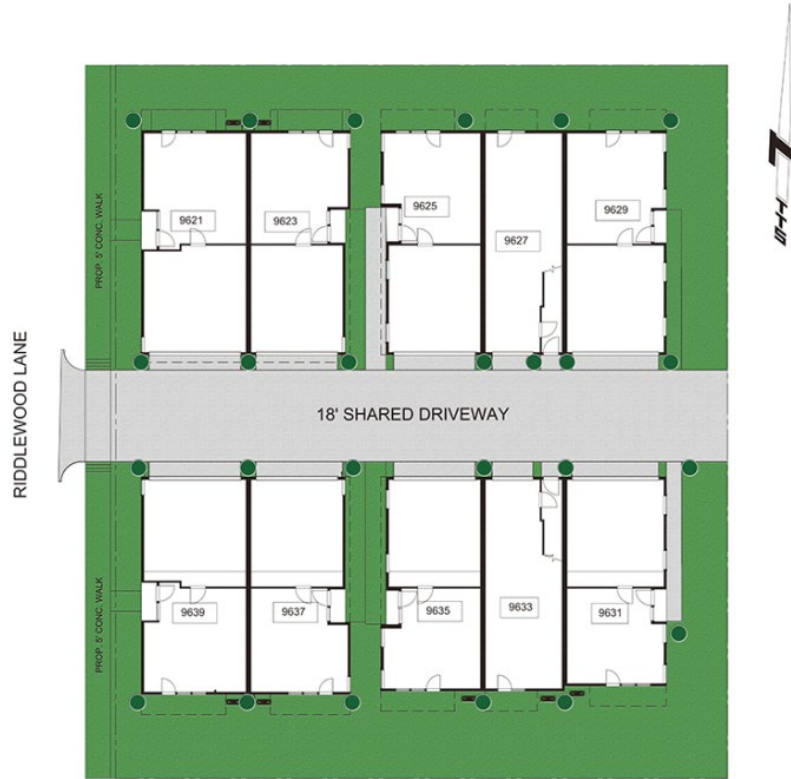 9621
9623
9625
9627
9629
PROP. 5' CONC. WALK
RIDDLEWOOD LANE
18' SHARED DRIVEWAY
PROP. 5' CONC. WALK
9639
9637
9635
9633
9631